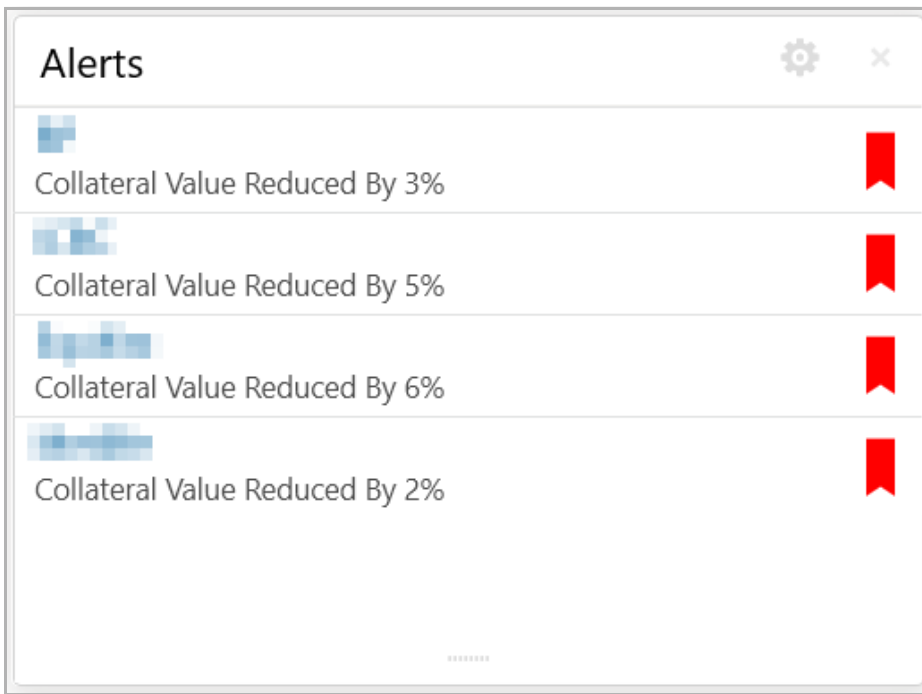 Alerts
Collateral Value Reduced By 3%
Collateral Value Reduced By 5%
Collateral Value Reduced By 6%
Collateral Value Reduced By 2%